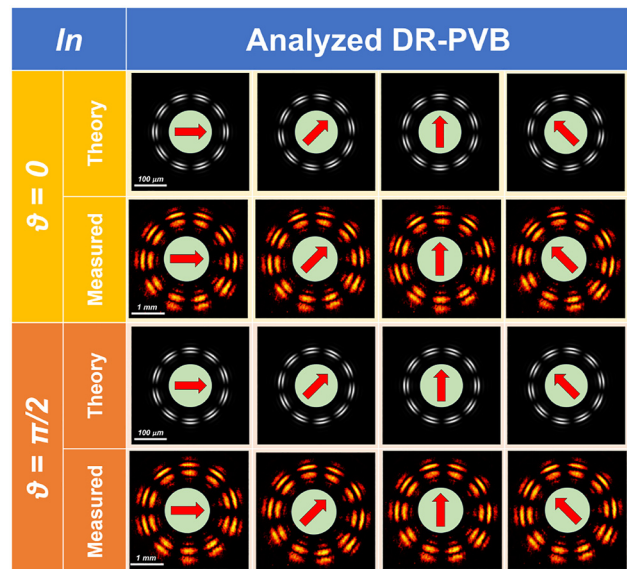 In
Analyzed DR-PVB
ϑ = 0
Theory
100 μm
Measured
1 mm
ϑ = π/2
Theory
100 μm
Measured
1 mm